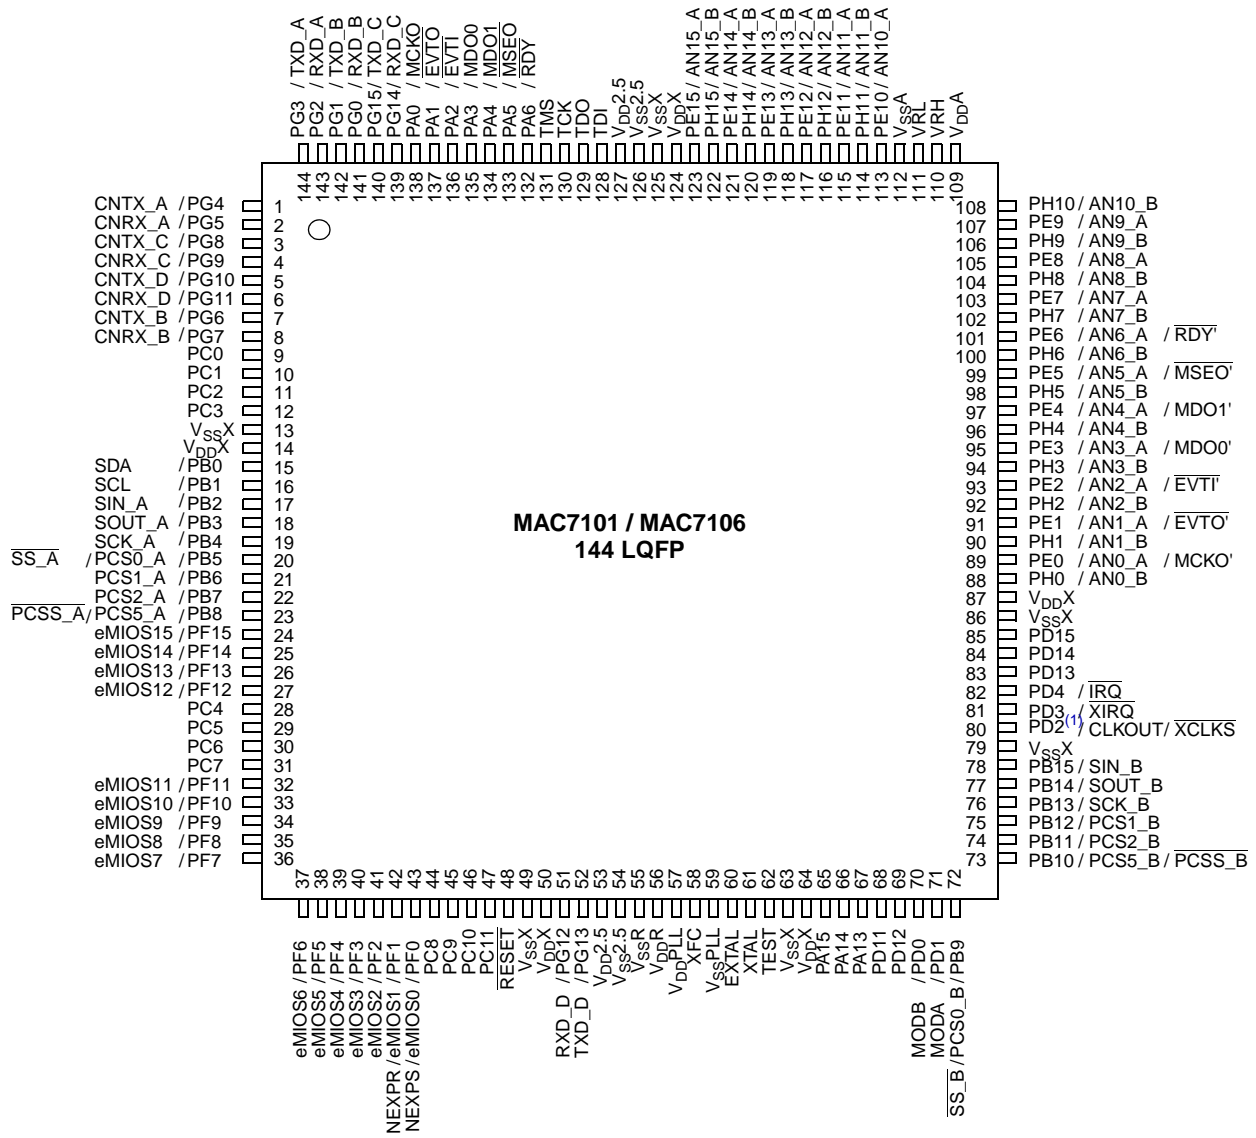 PG3 / TXD_A
PG2 / RXD_A
PG1 / TXD_B
PG0 / RXD_B
PG15/ TXD_C
PG14/ RXD_C
PA0 / MCKO
PA1 / EVTO
PA2 / EVTI
PA3 / MDO0
PA4 / MDO1
PA5 / MSEO
PA6 / RDY
TMS
TCK
TDO
TDI
VDD2.5
VSS2.5
VSSX
VDDX
PE15 / AN15_A
PH15 / AN15_B
PE14 / AN14_A
PH14 / AN14_B
PE13 / AN13_A
PH13 / AN13_B
PE12 / AN12_A
PH12 / AN12_B
PE11 / AN11_A
PH11 / AN11_B
PE10 / AN10_A
VSSA
VRL
VRH
VDDA
144 143 142 141 140 139 138 137 136 135 134 133 132 131 130 129 128 127 126 125 124 123 122 121 120 119 118 117 116 115 114 113 112 111 110 109
CNTX_A /PG4 1
CNRX_A /PG5 2
CNTX_C /PG8 3
CNRX_C /PG9 4
CNTX_D /PG10 5
CNRX_D /PG11 6
CNTX_B /PG6 7
CNRX_B /PG7 8
PC0 9
PC1 10
PC2 11
PC3 12
VSSX 13
VDDX 14
SDA /PB0 15
SCL /PB1 16
SIN_A /PB2 17
SOUT_A /PB3 18
SCK_A /PB4 19
SS_A /PCS0_A /PB5 20
PCS1_A /PB6 21
PCS2_A /PB7 22
PCSS_A/PCS5_A /PB8 23
eMIOS15 /PF15 24
eMIOS14 /PF14 25
eMIOS13 /PF13 26
eMIOS12 /PF12 27
PC4 28
PC5 29
PC6 30
PC7 31
eMIOS11 /PF11 32
eMIOS10 /PF10 33
eMIOS9 /PF9 34
eMIOS8 /PF8 35
eMIOS7 /PF7 36
MAC7101 / MAC7106
144 LQFP
108 PH10 / AN10_B
107 PE9 / AN9_A
106 PH9 / AN9_B
105 PE8 / AN8_A
104 PH8 / AN8_B
103 PE7 / AN7_A
102 PH7 / AN7_B
101 PE6 / AN6_A / RDY'
100 PH6 / AN6_B
99 PE5 / AN5_A / MSEO'
98 PH5 / AN5_B
97 PE4 / AN4_A / MDO1'
96 PH4 / AN4_B
95 PE3 / AN3_A / MDO0'
94 PH3 / AN3_B
93 PE2 / AN2_A / EVTI'
92 PH2 / AN2_B
91 PE1 / AN1_A / EVTO'
90 PH1 / AN1_B
89 PE0 / AN0_A / MCKO'
88 PH0 / AN0_B
87 VDDX
86 VSSX
85 PD15
84 PD14
83 PD13
82 PD4 / IRQ
81 PD3 / XIRQ
80 PD2(1) / CLKOUT/ XCLKS
79 VSSX
78 PB15 / SIN_B
77 PB14 / SOUT_B
76 PB13 / SCK_B
75 PB12 / PCS1_B
74 PB11 / PCS2_B
73 PB10 / PCS5_B / PCSS_B
37 38 39 40 41 42 43 44 45 46 47 48 49 50 51 52 53 54 55 56 57 58 59 60 61 62 63 64 65 66 67 68 69 70 71 72
eMIOS6 / PF6
eMIOS5 / PF5
eMIOS4 / PF4
eMIOS3 / PF3
eMIOS2 / PF2
NEXPR / eMIOS1 / PF1
NEXPS / eMIOS0 / PF0
PC8
PC9
PC10
PC11
RESET
VSSX
VDDX
RXD_D / PG12
TXD_D / PG13
VDD2.5
VSS2.5
VSSR
VDDR
VDDPLL
XFC
VSSPLL
EXTAL
XTAL
TEST
VSSX
VDDX
PA15
PA14
PA13
PD11
PD12
MODB / PD0
MODA / PD1
SS_B / PCS0_B / PB9